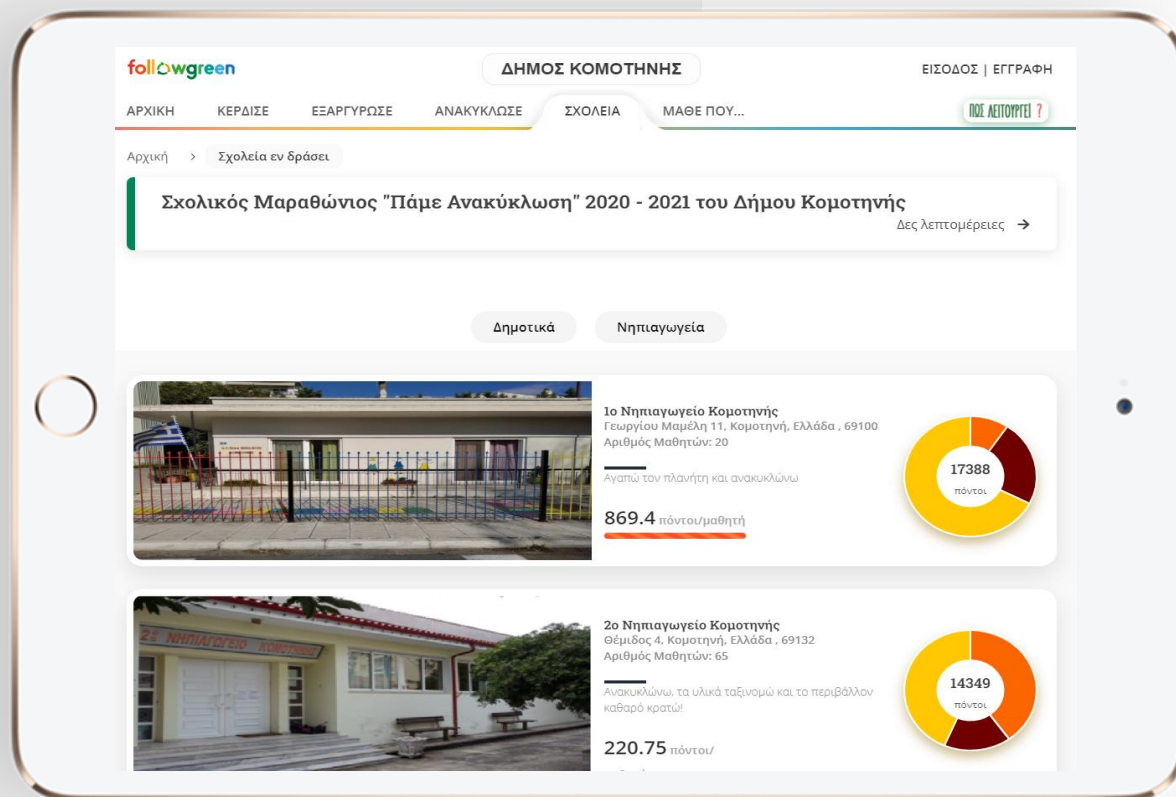 followgreen
ΔΗΜΟΣ ΚΟΜΟΤΗΝΗΣ
ΕΙΣΟΔΟΣ | ΕΓΓΡΑΦΗ
ΑΡΧΙΚΗ ΚΕΡΔΙΣΕ ΕΞΑΡΓΥΡΩΣΕ ΑΝΑΚΥΚΛΩΣΕ ΣΧΟΛΕΙΑ ΜΑΘΕ ΠΟΥ... ΠΩΣ ΛΕΙΤΟΥΡΓΕΙ ?
Αρχική > Σχολεία εν δράσει
Σχολικός Μαραθώνιος "Πάμε Ανακύκλωση" 2020 - 2021 του Δήμου Κομοτηνής
Δες λεπτομέρειες →
Δημοτικά Νηπιαγωγεία
1ο Νηπιαγωγείο Κομοτηνής
Γεωργίου Μαμέλη 11, Κομοτηνή, Ελλάδα , 69100
Αριθμός Μαθητών: 20
Αγαπώ τον πλανήτη και ανακυκλώνω
869.4 πόντοι/μαθητή
17388
πόντοι
2ο ΝΗΠΙΑΓΩΓΕΙΟ ΚΟΜΟΤΗΝΗΣ
2ο Νηπιαγωγείο Κομοτηνής
Θέμιδος 4, Κομοτηνή, Ελλάδα , 69132
Αριθμός Μαθητών: 65
Ανακυκλώνω, τα υλικά ταξινομώ και το περιβάλλον
καθαρό κρατώ!
220.75 πόντοι/
14349
πόντοι